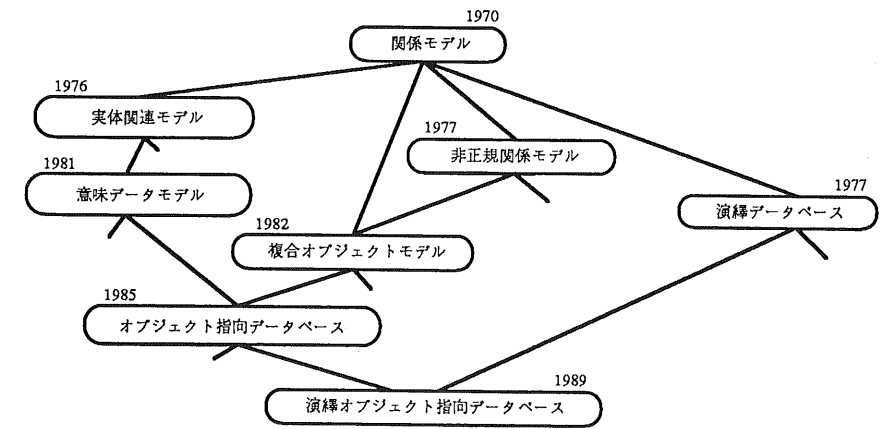 1970
関係モデル
1976
実体関連モデル
1977
非正規関係モデル
1981
意味データモデル
1977
演繹データベース
1982
複合オブジェクトモデル
1985
オブジェクト指向データベース
1989
演繹オブジェクト指向データベース